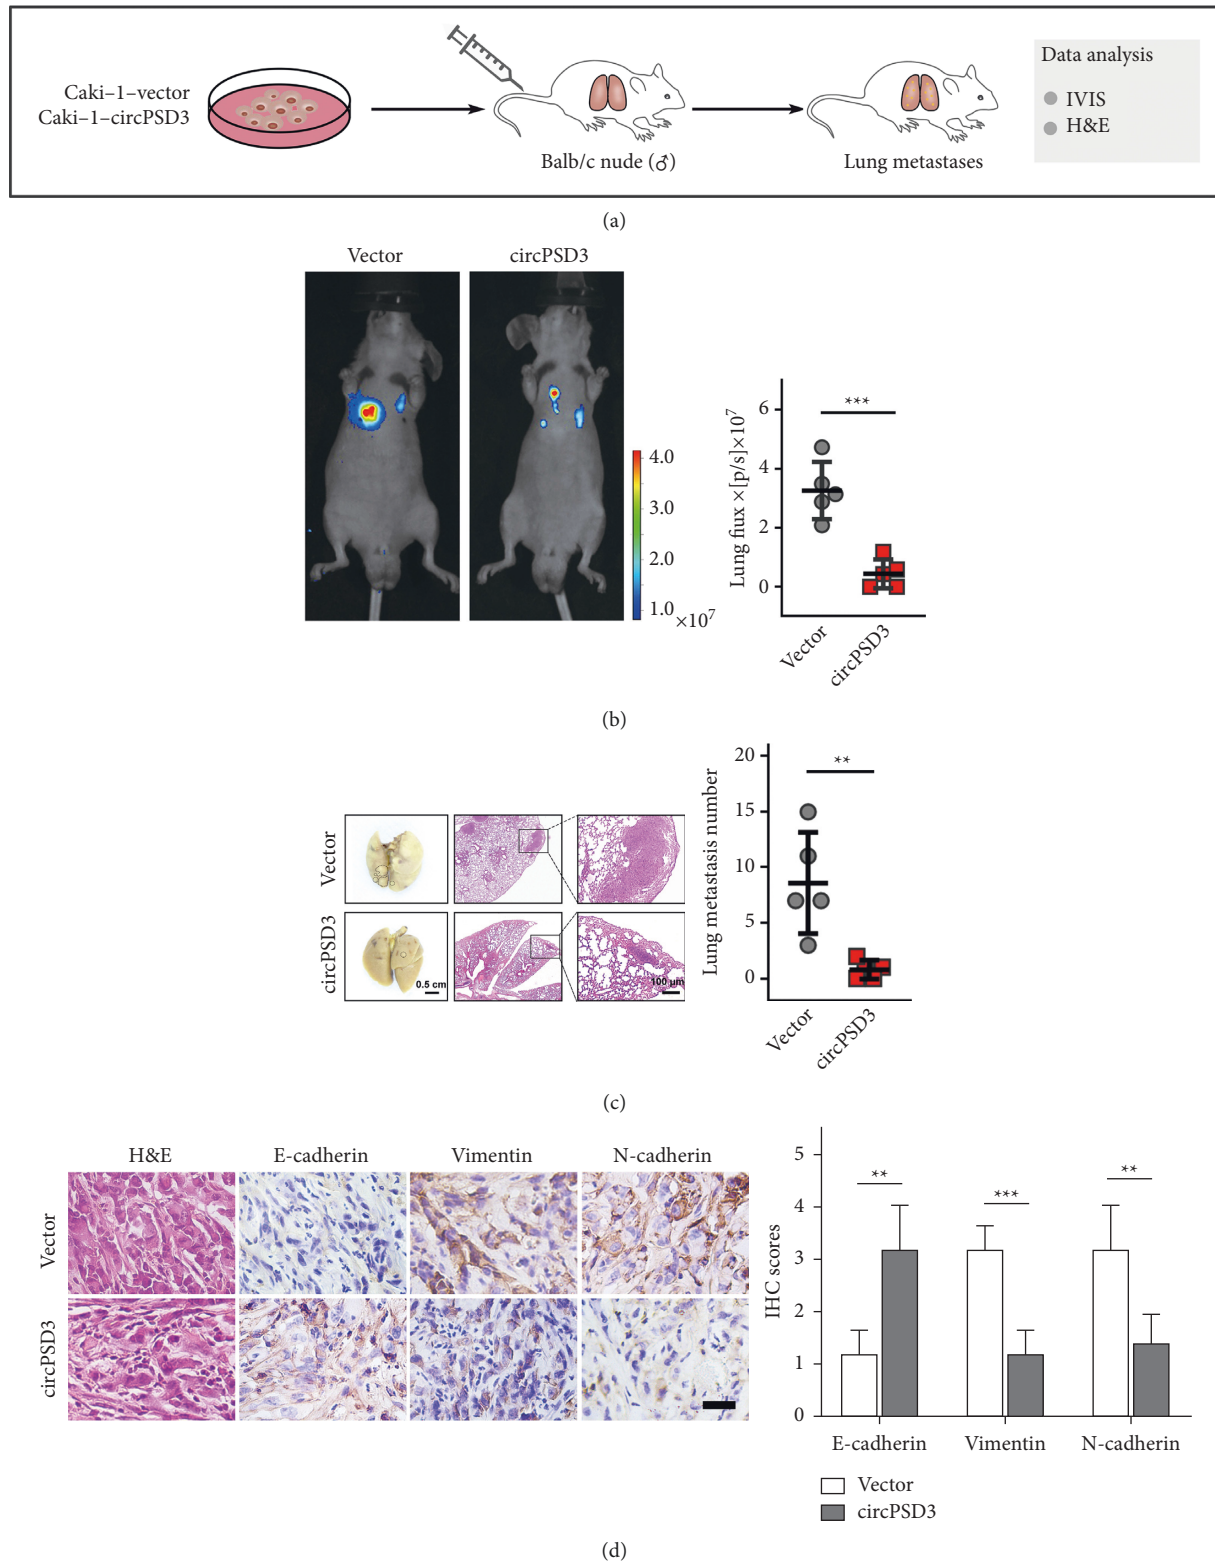 Caki–1–vector
Caki–1–circPSD3
Balb/c nude (♂)
Lung metastases
Data analysis
IVIS
H&E
(a)
Vector
circPSD3
4.0
3.0
2.0
1.0
×10⁷
Lung fiux ×[p/s]×10⁷
6
4
2
0
***
Vector
circPSD3
(b)
Vector
circPSD3
0.5 cm
100 µm
Lung metastasis number
20
15
10
5
0
**
Vector
circPSD3
(c)
H&E
E-cadherin
Vimentin
N-cadherin
Vector
circPSD3
IHC scores
5
4
3
2
1
0
**
***
**
E-cadherin
Vimentin
N-cadherin
Vector
circPSD3
(d)